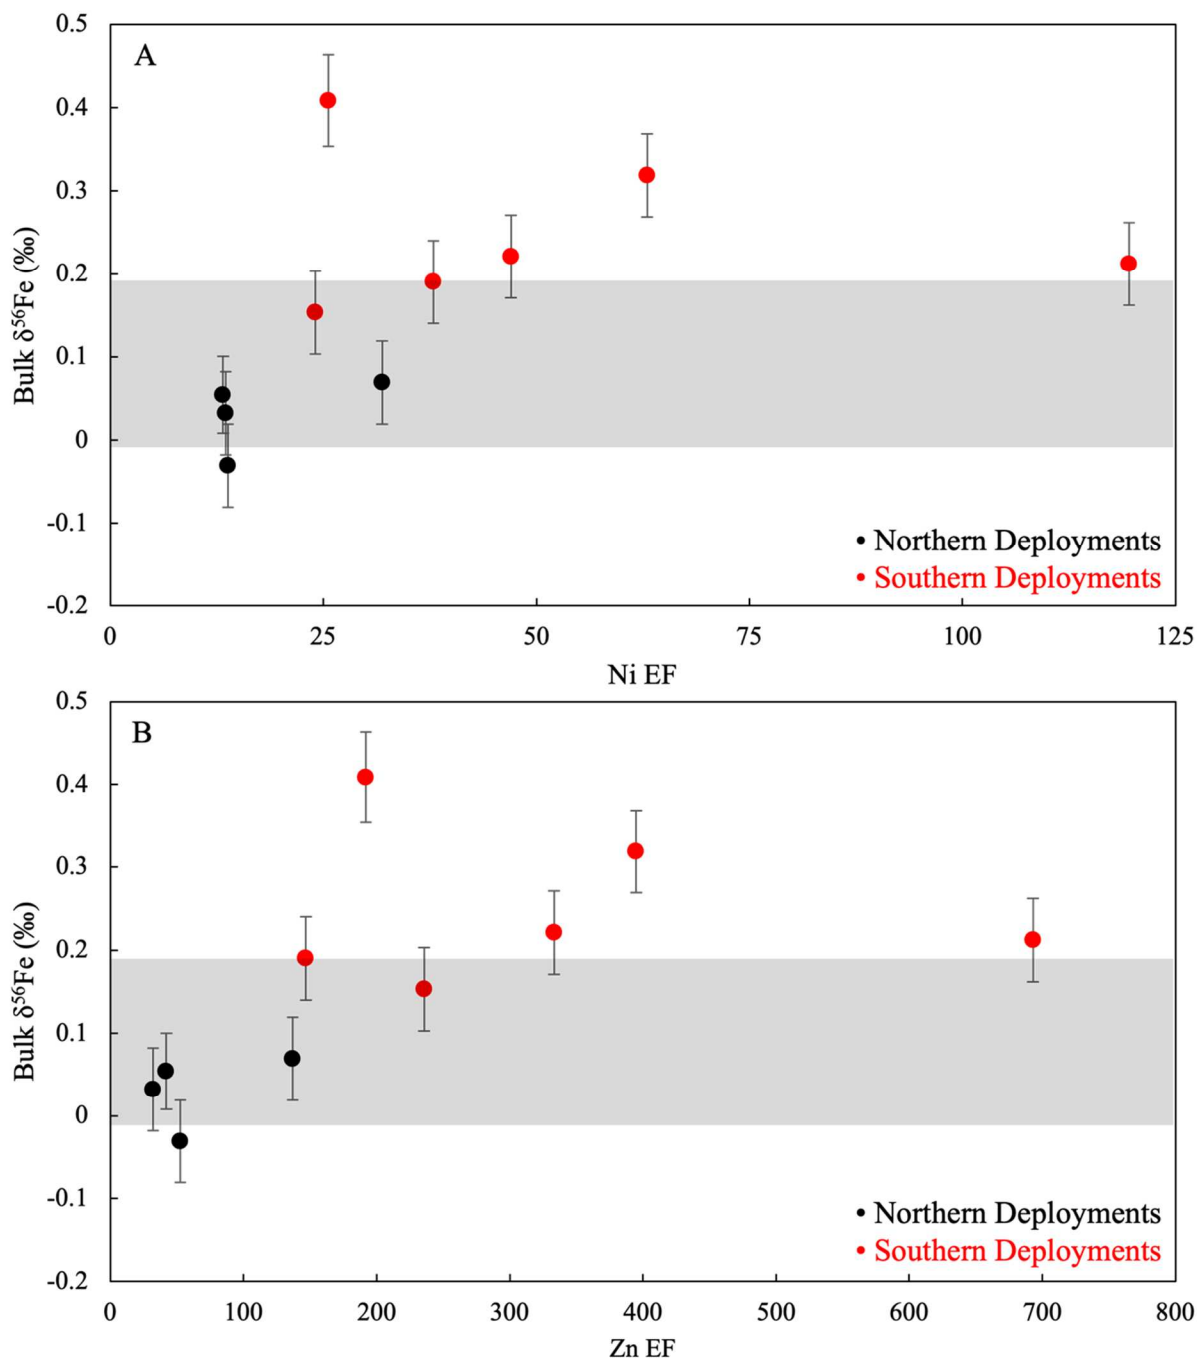 0.5
A
0.4
0.3
0.2
0.1
0
-0.1
-0.2
Bulk δ⁵⁶Fe (‰)
• Northern Deployments
• Southern Deployments
0 25 50 75 100 125
Ni EF
0.5
B
0.4
0.3
0.2
0.1
0
-0.1
-0.2
Bulk δ⁵⁶Fe (‰)
• Northern Deployments
• Southern Deployments
0 100 200 300 400 500 600 700 800
Zn EF